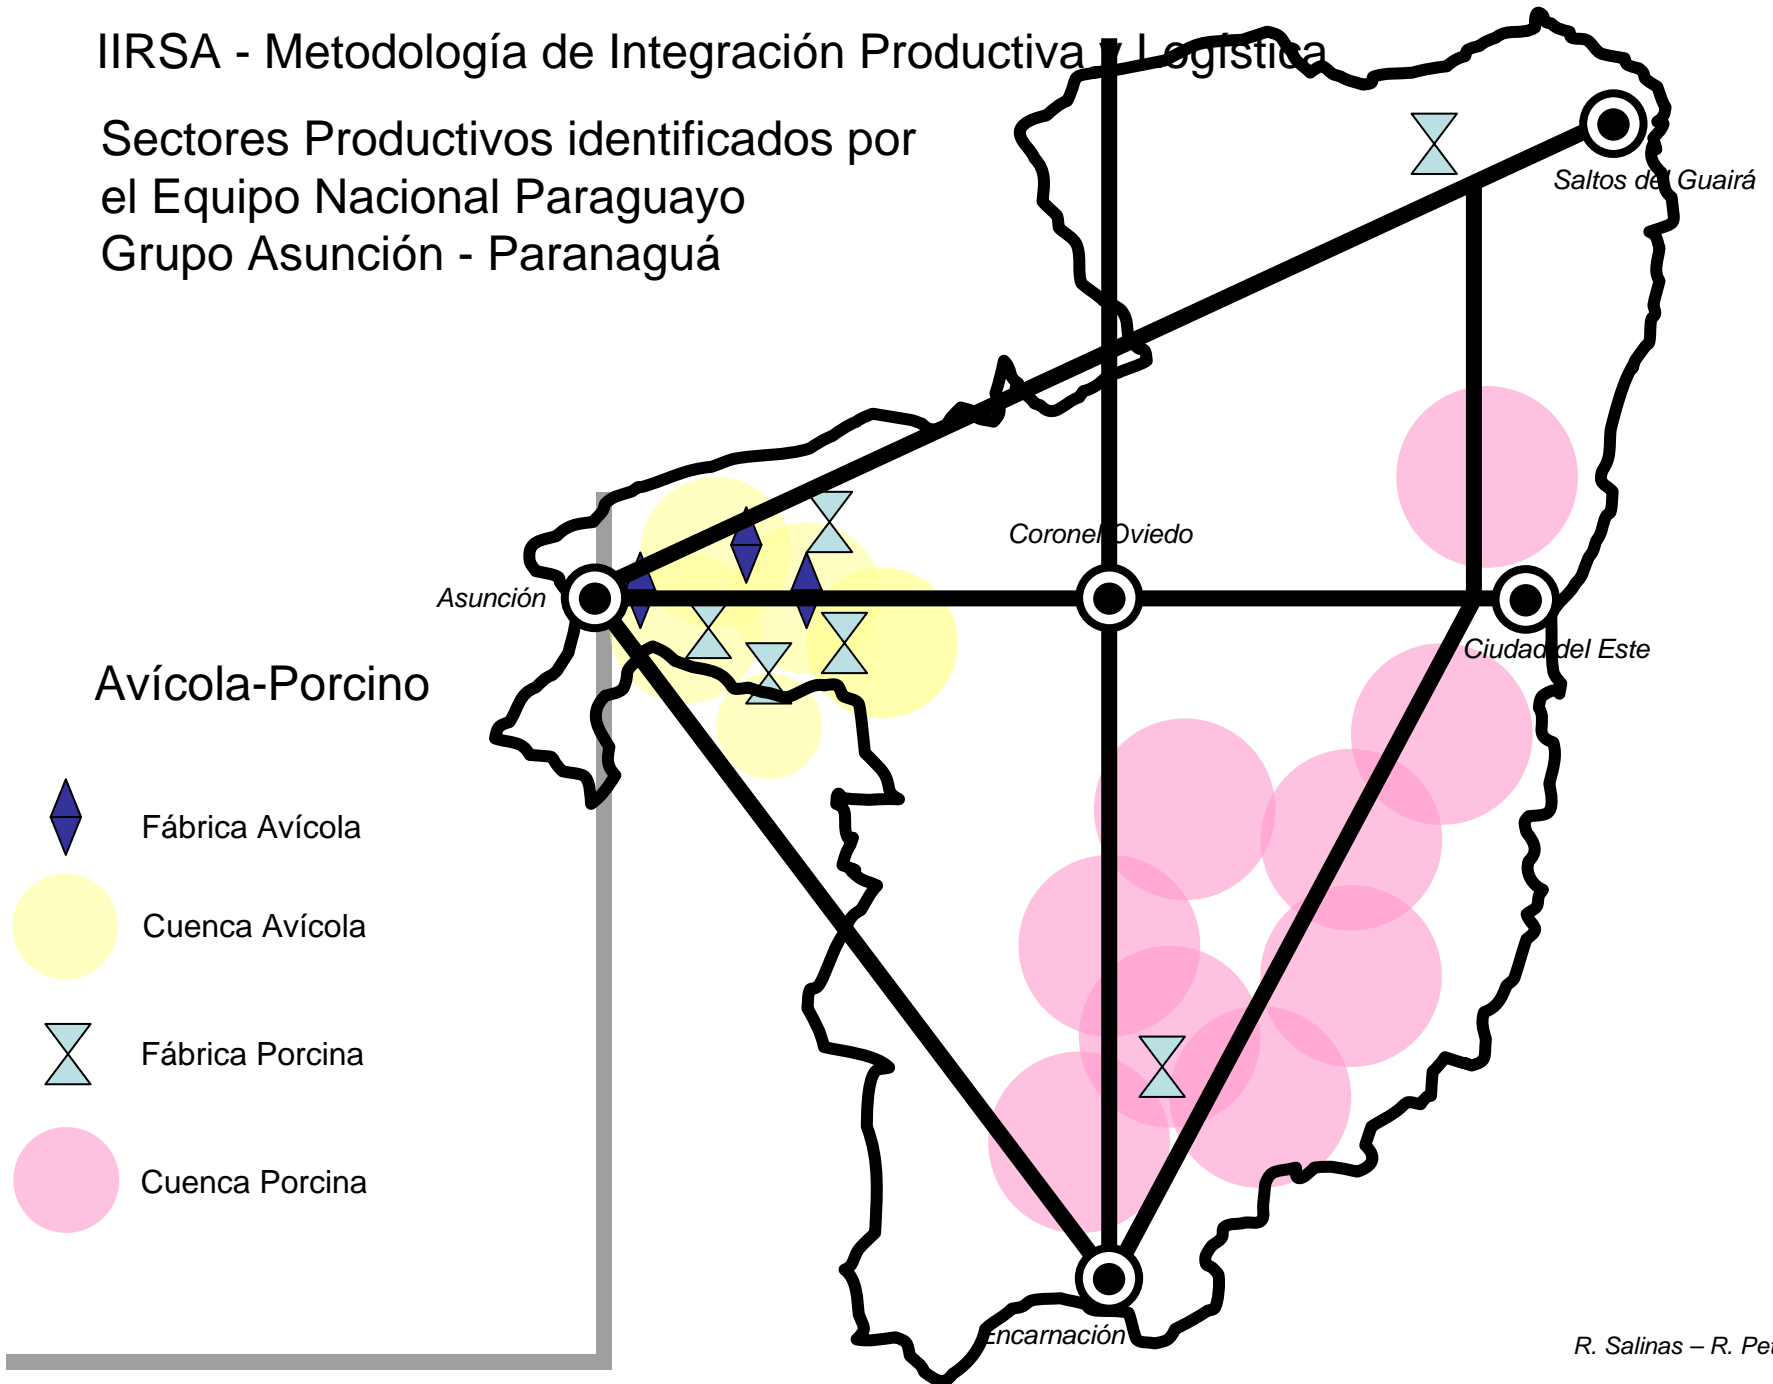 IIRSA - Metodología de Integración Productiva y Logística
Sectores Productivos identificados por
el Equipo Nacional Paraguayo
Grupo Asunción - Paranaguá
Saltos del Guairá
Coronel Oviedo
Asunción
Ciudad del Este
Avícola-Porcino
Fábrica Avícola
Cuenca Avícola
Fábrica Porcina
Cuenca Porcina
Encarnación
R. Salinas – R. Pet